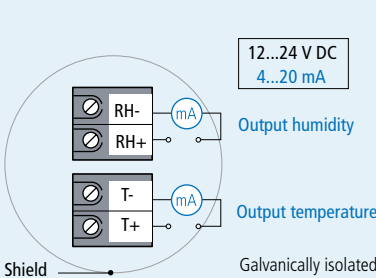 12...24 V DC
4...20 mA
RH-
mA
RH+
Output humidity
T-
mA
T+
Output temperature
Shield
Galvanically isolated